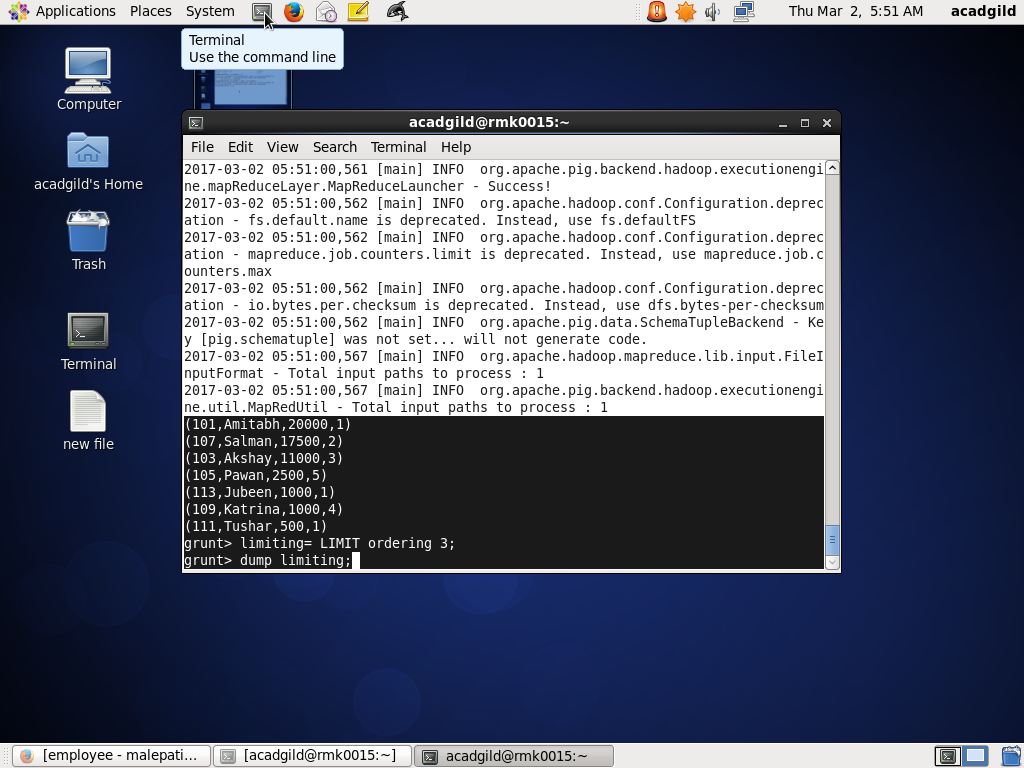 Applications Places System Thu Mar 2, 5:51 AM acadgild
Terminal
Use the command line
Computer
acadgild's Home
Trash
Terminal
new file
acadgild@rmk0015:~
File Edit View Search Terminal Help
2017-03-02 05:51:00,561 [main] INFO  org.apache.pig.backend.hadoop.executionengi
ne.mapReduceLayer.MapReduceLauncher - Success!
2017-03-02 05:51:00,562 [main] INFO  org.apache.hadoop.conf.Configuration.deprec
ation - fs.default.name is deprecated. Instead, use fs.defaultFS
2017-03-02 05:51:00,562 [main] INFO  org.apache.hadoop.conf.Configuration.deprec
ation - mapreduce.job.counters.limit is deprecated. Instead, use mapreduce.job.c
ounters.max
2017-03-02 05:51:00,562 [main] INFO  org.apache.hadoop.conf.Configuration.deprec
ation - io.bytes.per.checksum is deprecated. Instead, use dfs.bytes-per-checksum
2017-03-02 05:51:00,562 [main] INFO  org.apache.pig.data.SchemaTupleBackend - Ke
y [pig.schematuple] was not set... will not generate code.
2017-03-02 05:51:00,567 [main] INFO  org.apache.hadoop.mapreduce.lib.input.FileI
nputFormat - Total input paths to process : 1
2017-03-02 05:51:00,567 [main] INFO  org.apache.pig.backend.hadoop.executionengi
ne.util.MapRedUtil - Total input paths to process : 1
(101,Amitabh,20000,1)
(107,Salman,17500,2)
(103,Akshay,11000,3)
(105,Pawan,2500,5)
(113,Jubeen,1000,1)
(109,Katrina,1000,4)
(111,Tushar,500,1)
grunt> limiting= LIMIT ordering 3;
grunt> dump limiting;
[employee - malepati... [acadgild@rmk0015:~] acadgild@rmk0015:~